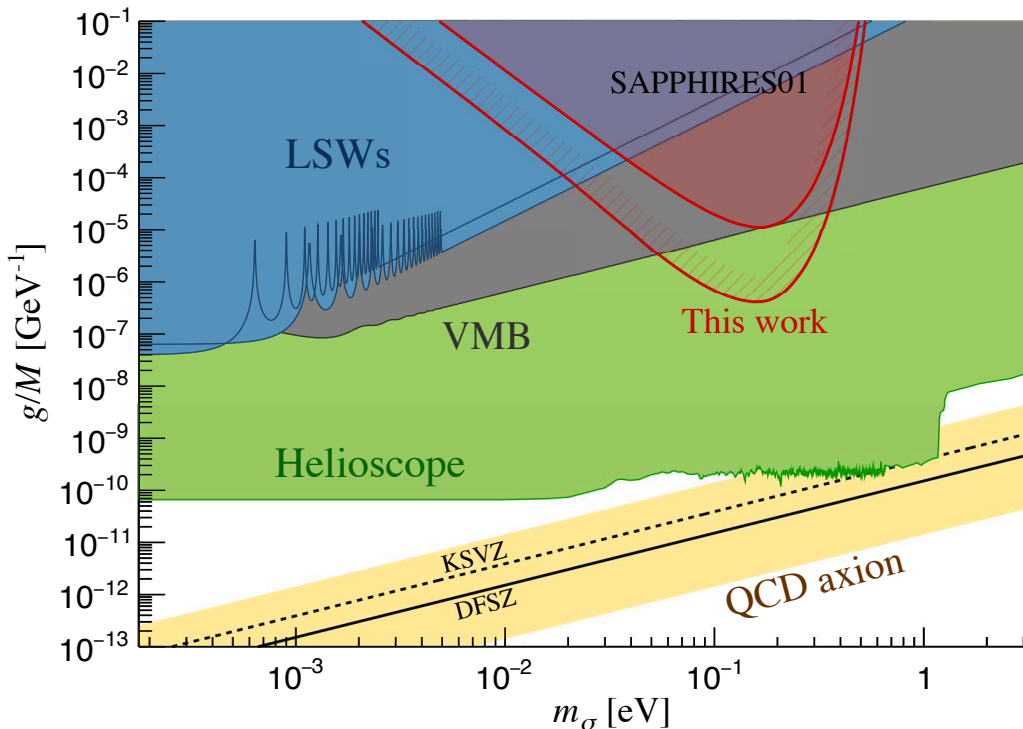 10⁻¹
10⁻²
10⁻³
10⁻⁴
10⁻⁵
10⁻⁶
10⁻⁷
10⁻⁸
10⁻⁹
10⁻¹⁰
10⁻¹¹
10⁻¹²
10⁻¹³
g/M [GeV⁻¹]
SAPPHIRES01
LSWs
This work
VMB
Helioscope
KSVZ
DFSZ
QCD axion
10⁻³ 10⁻² 10⁻¹ 1
m_σ [eV]